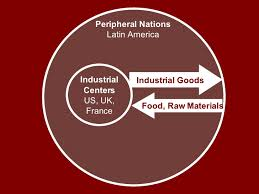 Peripheral Nations
Latin America
Industrial
Centers
US, UK,
France
Industrial Goods
Food, Raw Materials